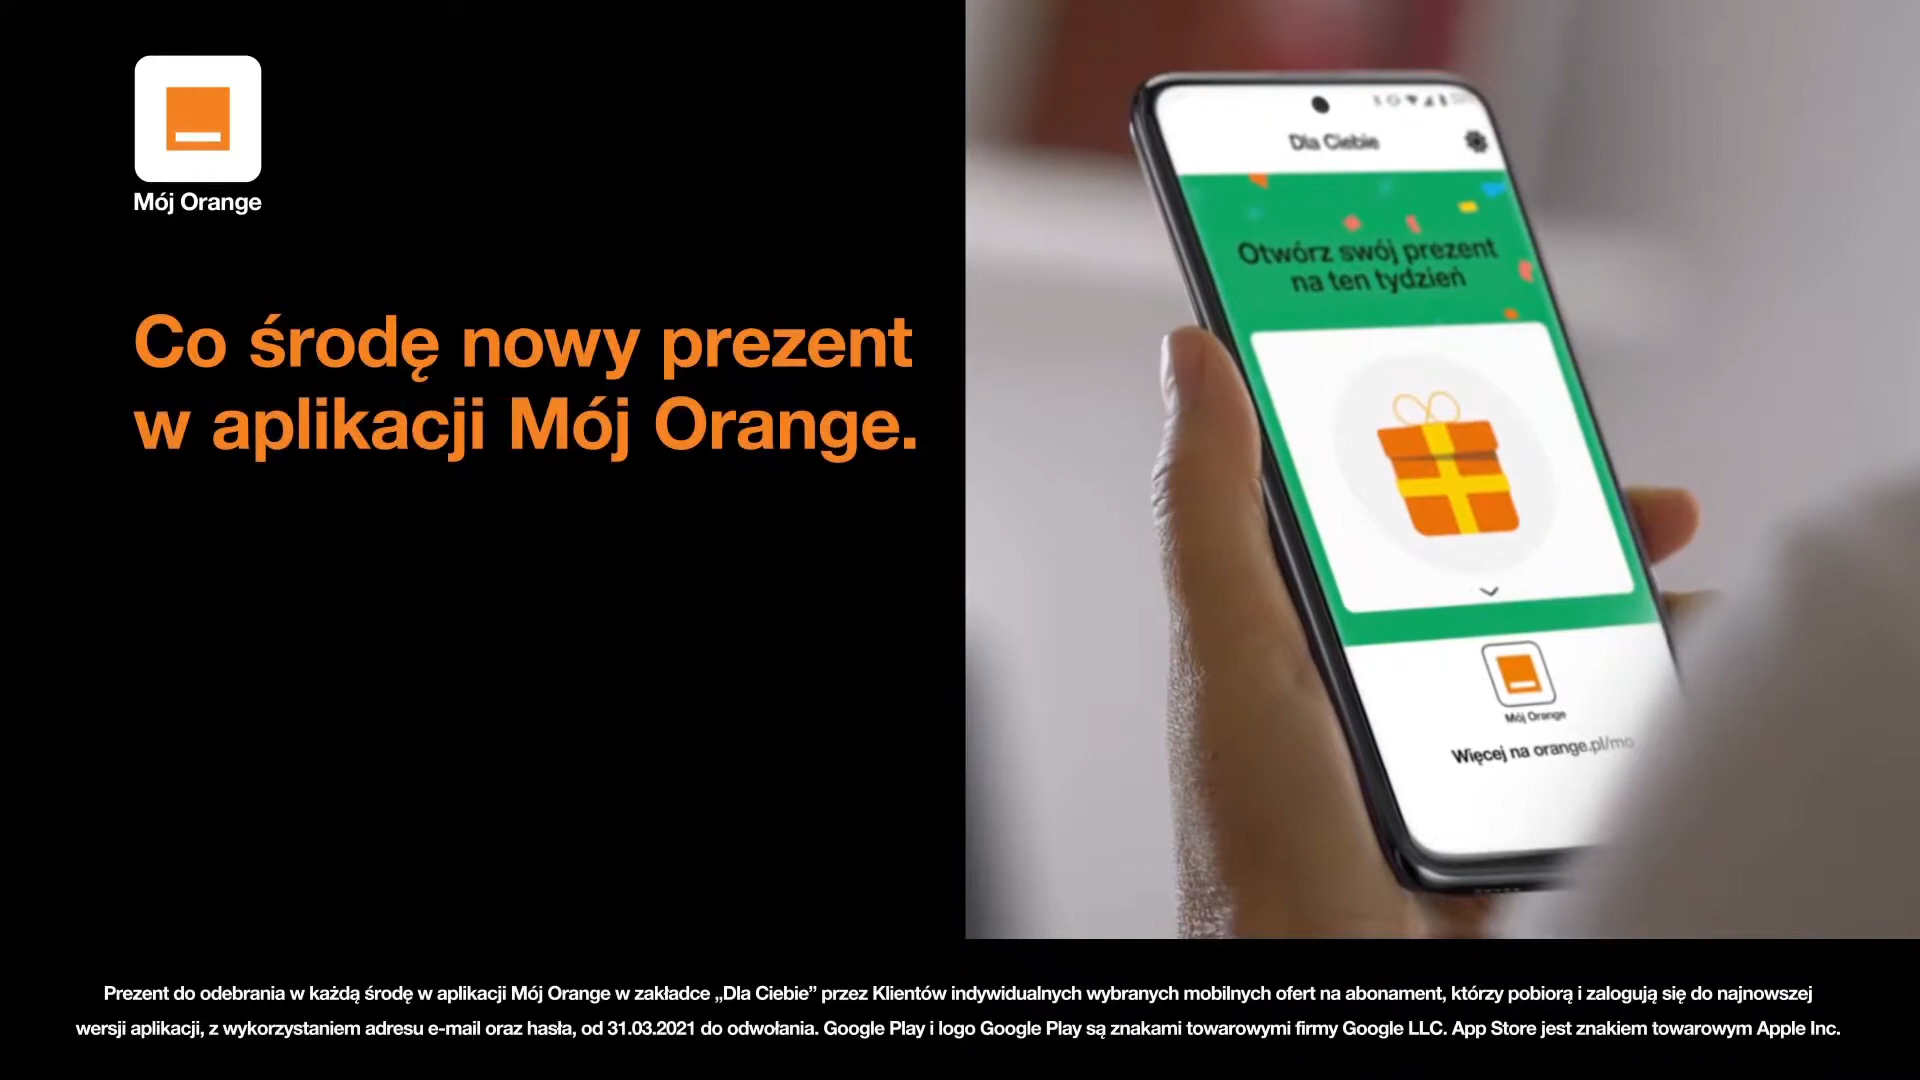 Mój Orange
Co środę nowy prezent
w aplikacji Mój Orange.
Dla Ciebie
Otwórz swój prezent
na ten tydzień
Mój Orange
Więcej na orange.pl/mo
Prezent do odebrania w każdą środę w aplikacji Mój Orange w zakładce „Dla Ciebie” przez Klientów indywidualnych wybranych mobilnych ofert na abonament, którzy pobiorą i zalogują się do najnowszej
wersji aplikacji, z wykorzystaniem adresu e-mail oraz hasła, od 31.03.2021 do odwołania. Google Play i logo Google Play są znakami towarowymi firmy Google LLC. App Store jest znakiem towarowym Apple Inc.